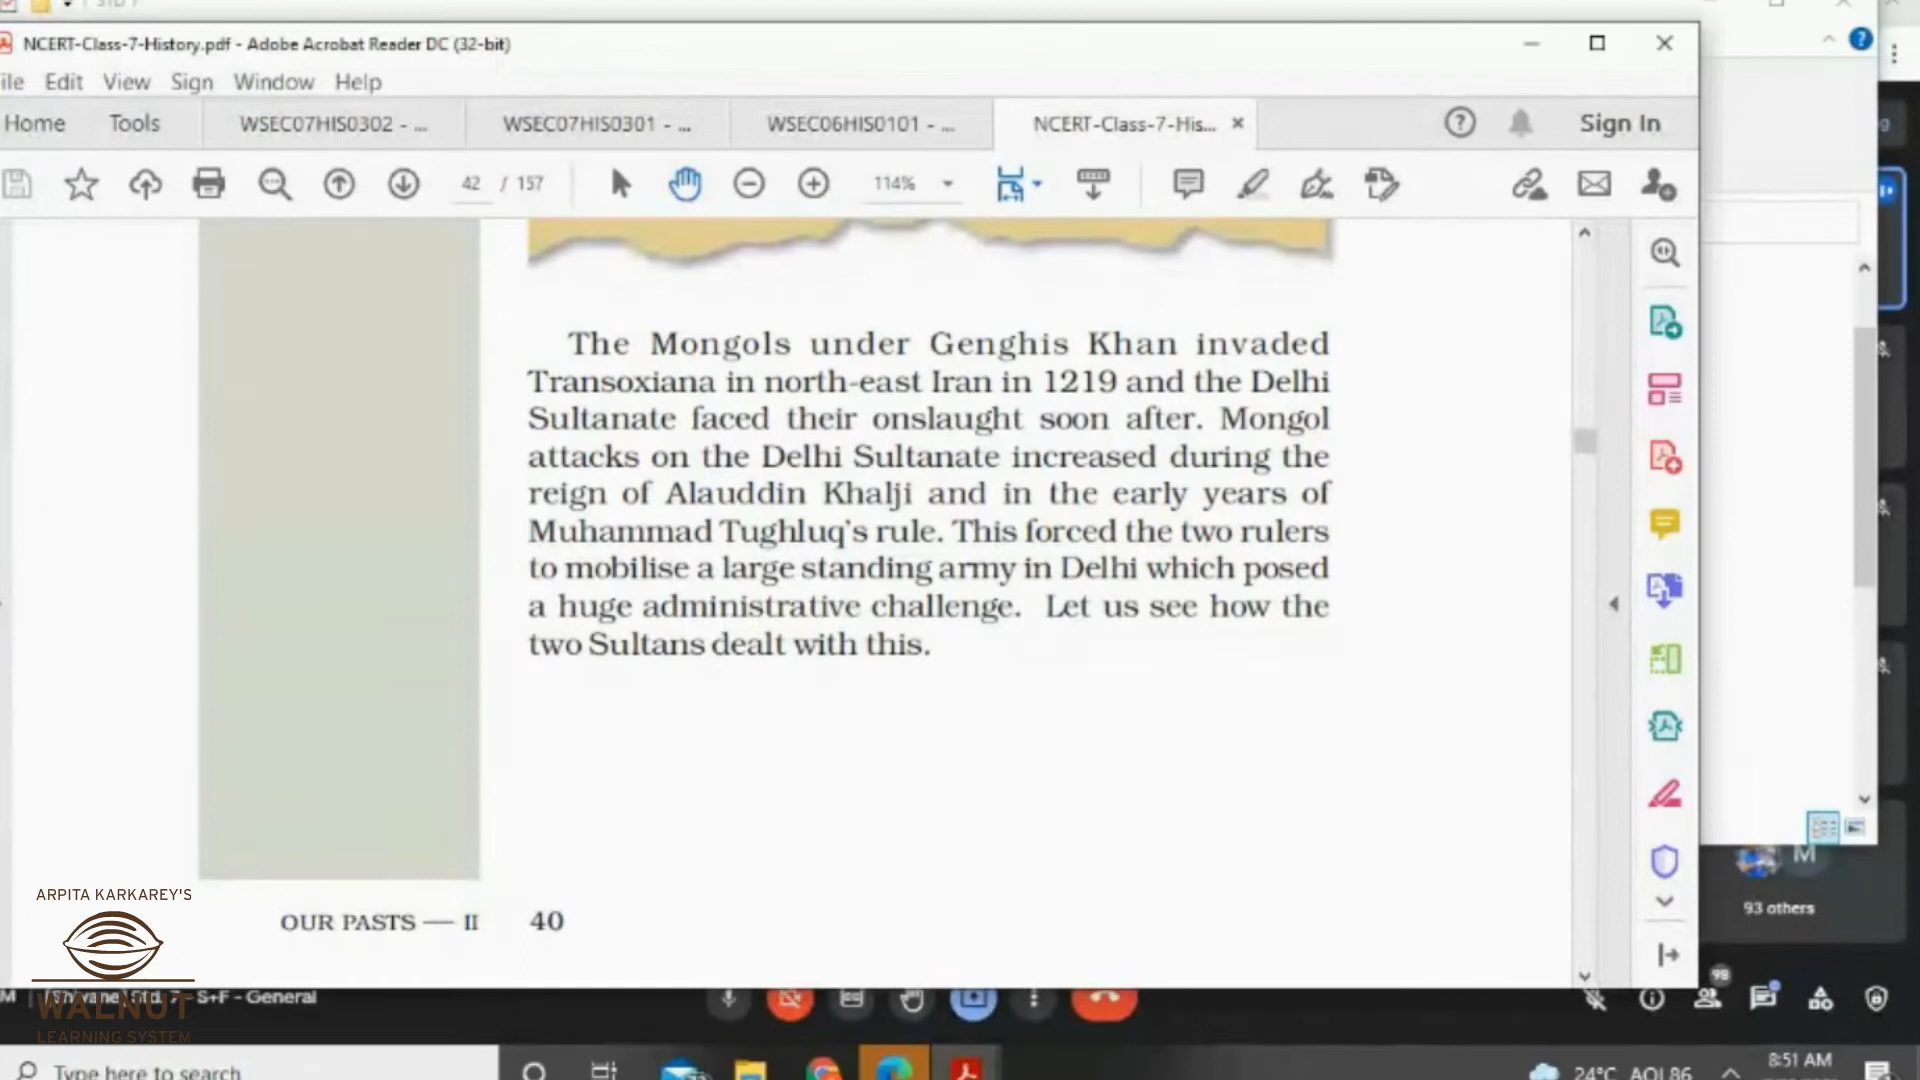 NCERT-Class-7-History.pdf - Adobe Acrobat Reader DC (32-bit)
Edit View Sign Window Help
Home Tools WSEC07HIS0302 - ... WSEC07HIS0301 - ... WSEC06HIS0101 - ... NCERT-Class-7-His... Sign In
42 / 157 114%
The Mongols under Genghis Khan invaded
Transoxiana in north-east Iran in 1219 and the Delhi
Sultanate faced their onslaught soon after. Mongol
attacks on the Delhi Sultanate increased during the
reign of Alauddin Khalji and in the early years of
Muhammad Tughluq's rule. This forced the two rulers
to mobilise a large standing army in Delhi which posed
a huge administrative challenge. Let us see how the
two Sultans dealt with this.
OUR PASTS — II 40
ARPITA KARKAREY'S
WALNUT
LEARNING SYSTEM
M
93 others
98
S+F - General
Type here to search
24°C AQI 86
8:51 AM